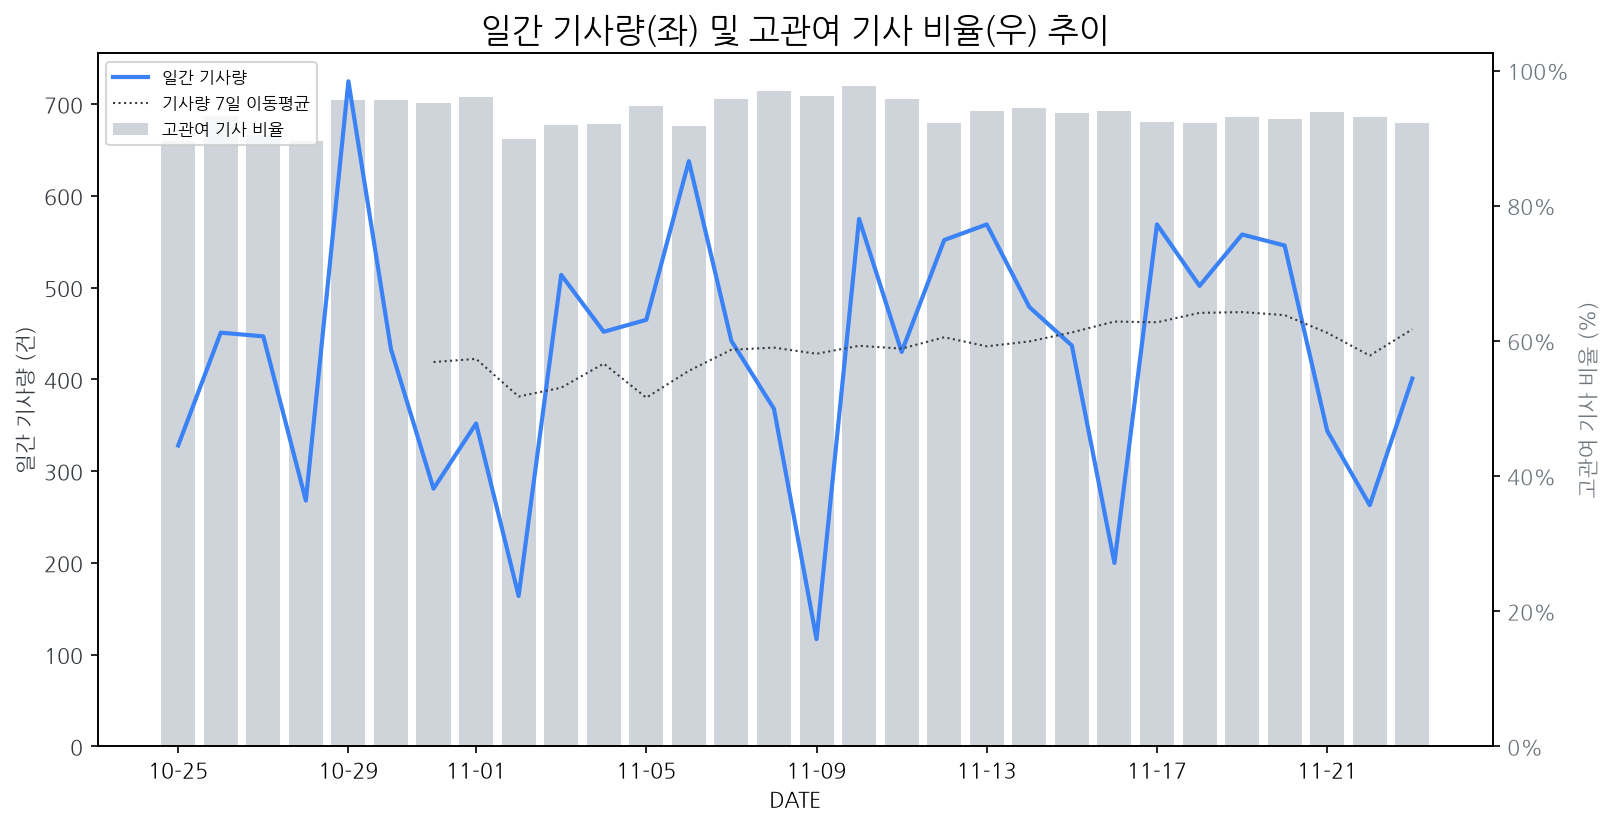 일간 기사량(좌) 및 고관여 기사 비율(우) 추이
일간 기사량
기사량 7일 이동평균
고관여 기사 비율
일간 기사량 (건)
700
600
500
400
300
200
100
0
100%
80%
60%
40%
20%
0%
고관여 기사 비율 (%)
10-25 10-29 11-01 11-05 11-09 11-13 11-17 11-21
DATE